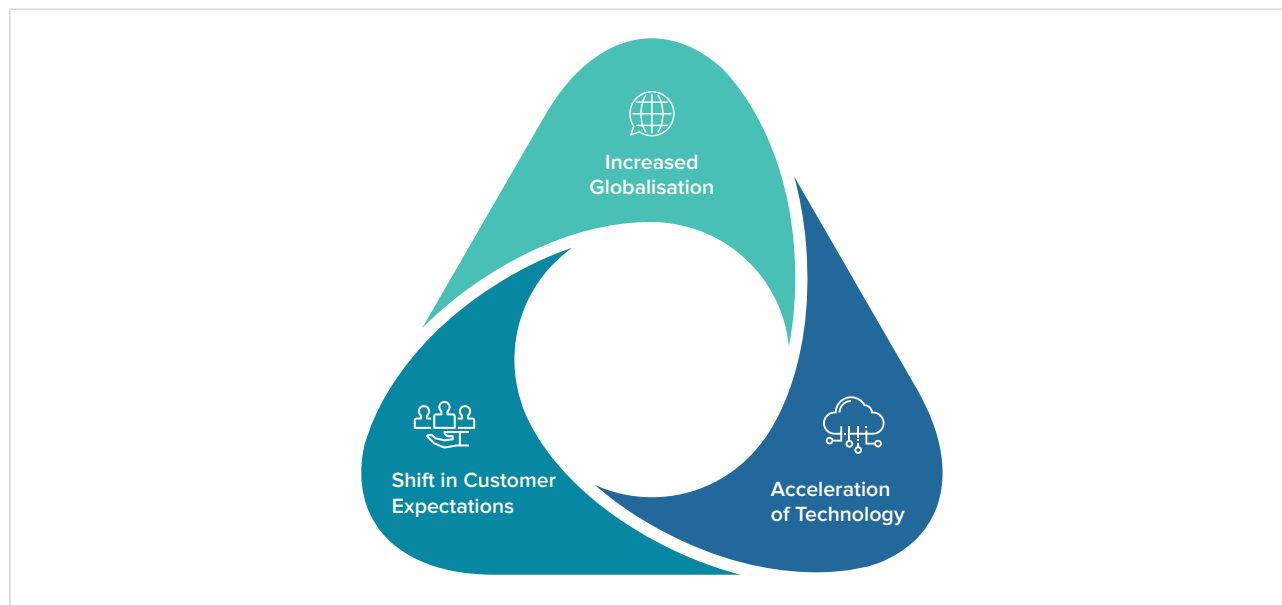 Increased
Globalisation
Shift in Customer
Expectations
Acceleration
of Technology